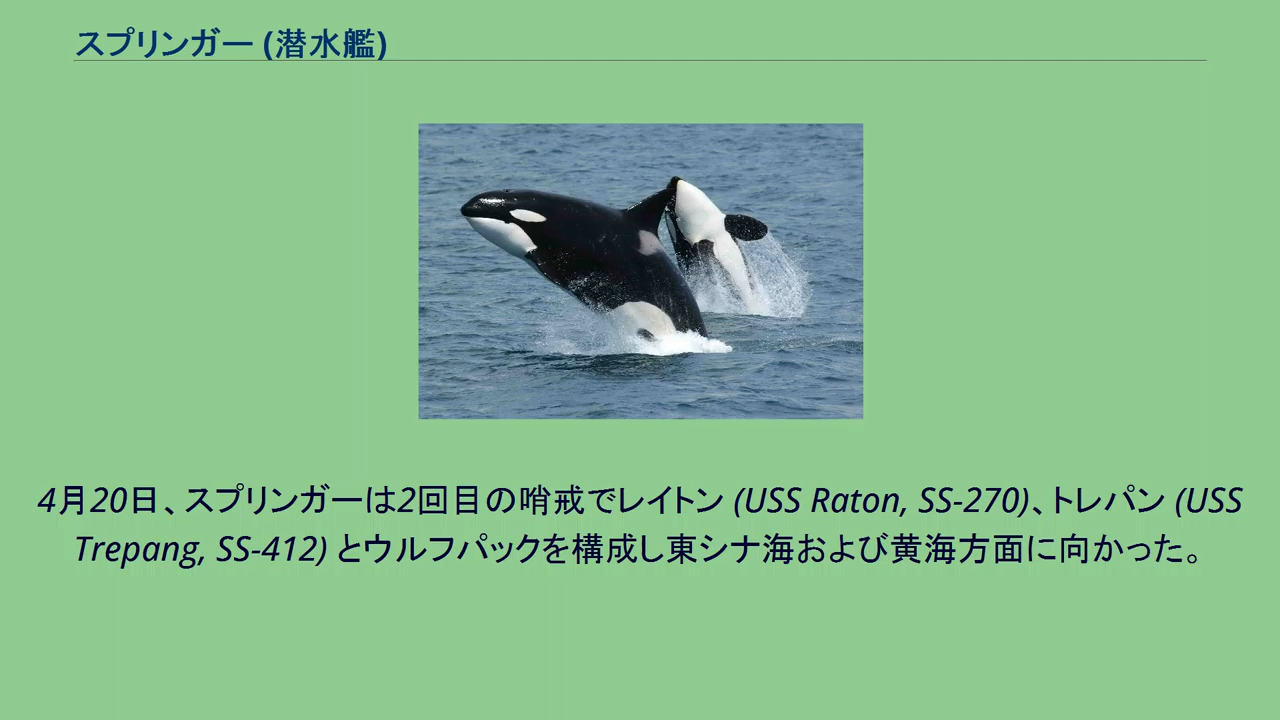 スプリンガー (潜水艦)
4月20日、スプリンガーは2回目の哨戒でレイトン (USS Raton, SS-270)、トレパン (USS
Trepang, SS-412) とウルフパックを構成し東シナ海および黄海方面に向かった。